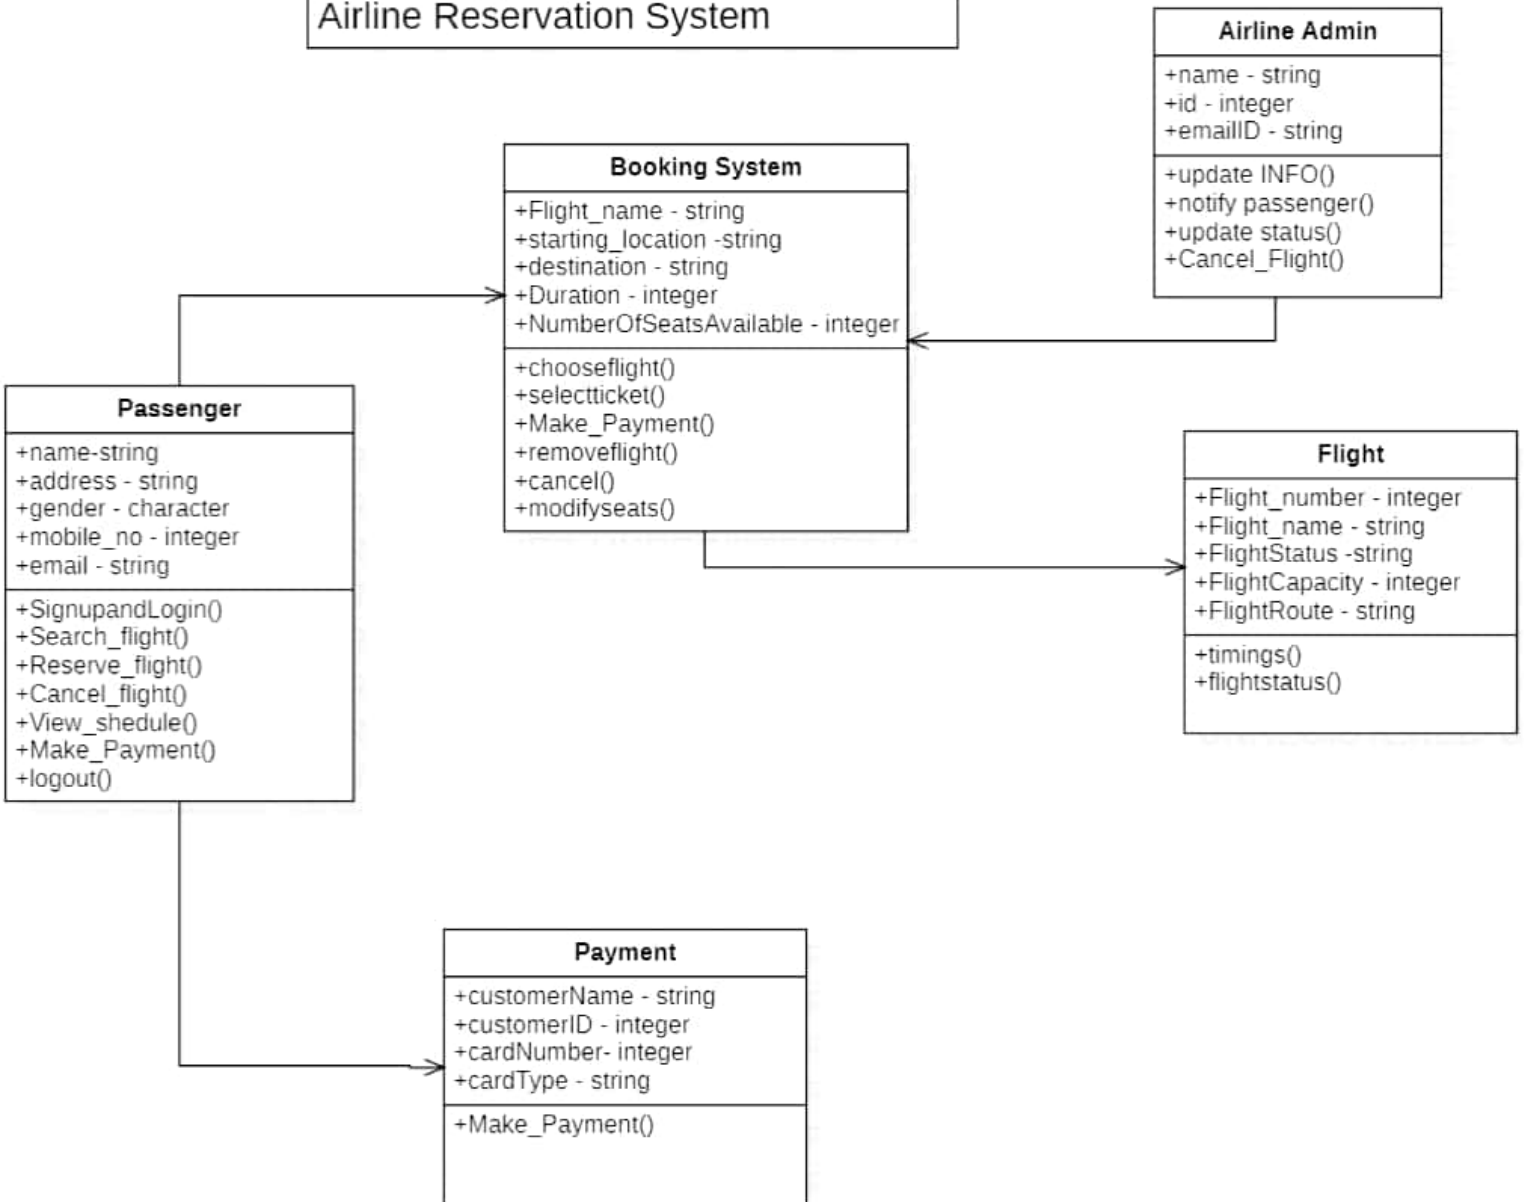 Airline Reservation System
Airline Admin
+name - string
+id - integer
+emailID - string
+update INFO()
+notify passenger()
+update status()
+Cancel_Flight()
Booking System
+Flight_name - string
+starting_location -string
+destination - string
+Duration - integer
+NumberOfSeatsAvailable - integer
+chooseflight()
+selectticket()
+Make_Payment()
+removeflight()
+cancel()
+modifyseats()
Passenger
+name-string
+address - string
+gender - character
+mobile_no - integer
+email - string
+SignupandLogin()
+Search_flight()
+Reserve_flight()
+Cancel_flight()
+View_shedule()
+Make_Payment()
+logout()
Flight
+Flight_number - integer
+Flight_name - string
+FlightStatus -string
+FlightCapacity - integer
+FlightRoute - string
+timings()
+flightstatus()
Payment
+customerName - string
+customerID - integer
+cardNumber- integer
+cardType - string
+Make_Payment()